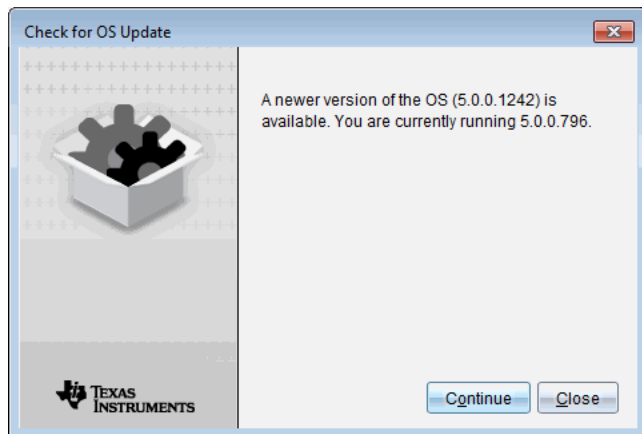 Check for OS Update
A newer version of the OS (5.0.0.1242) is
available. You are currently running 5.0.0.796.
TEXAS
INSTRUMENTS
Continue
Close